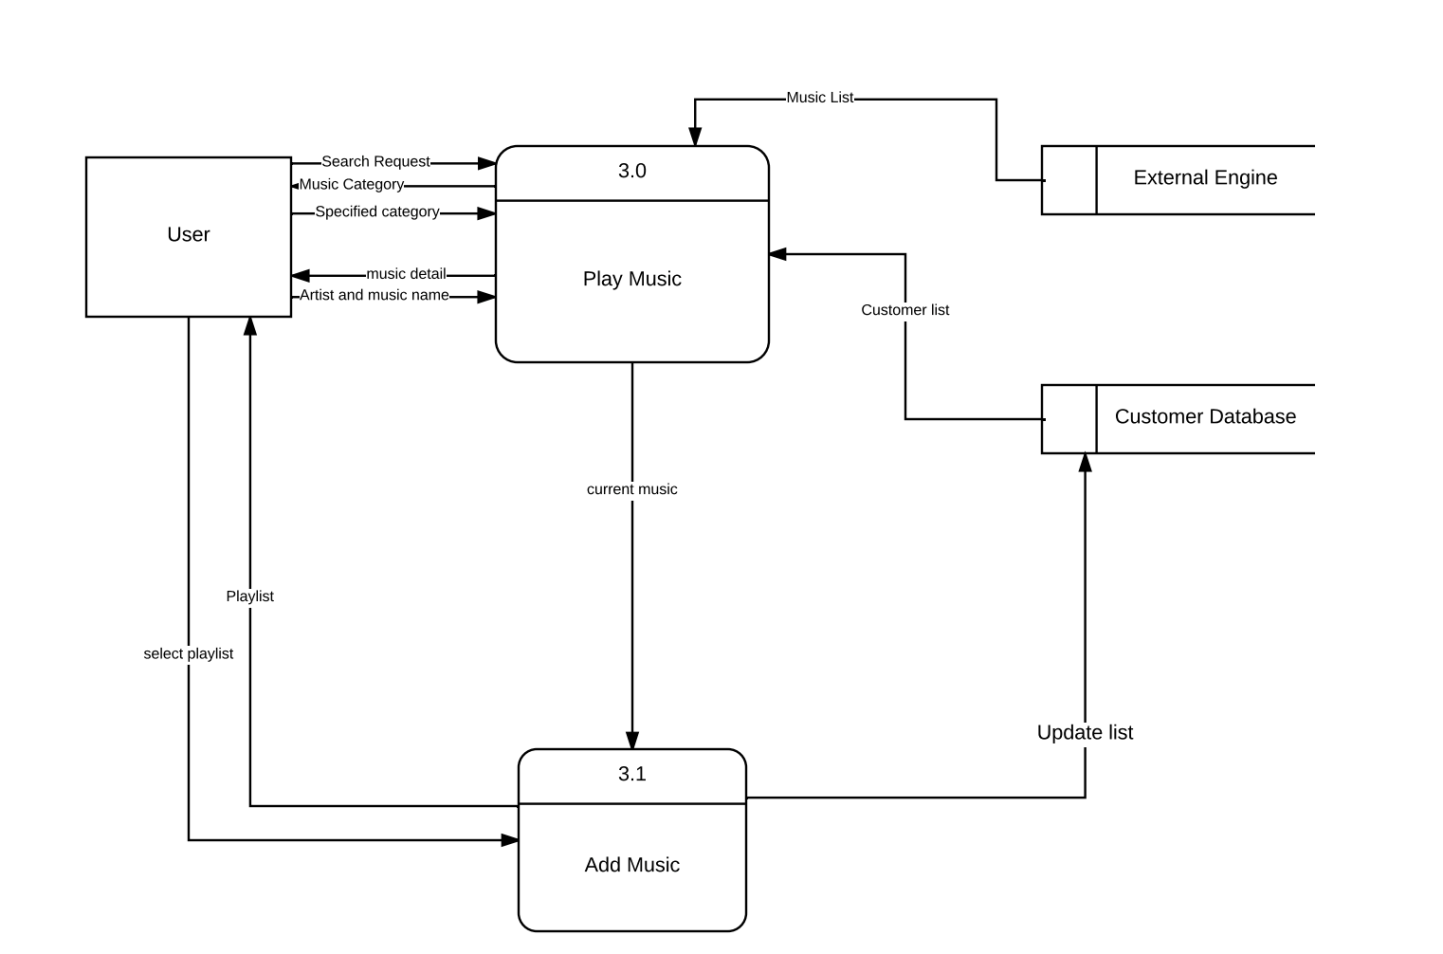 Music List
Search Request
3.0
External Engine
Music Category
Specified category
User
music detail
Play Music
Artist and music name
Customer list
Customer Database
current music
Playlist
select playlist
Update list
3.1
Add Music